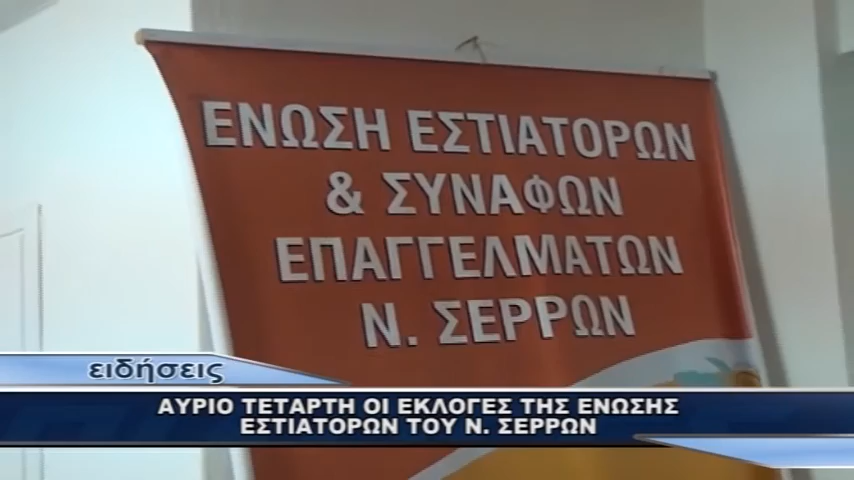 ΕΝΩΣΗ ΕΣΤΙΑΤΟΡΩΝ
& ΣΥΝΑΦΩΝ
ΕΠΑΓΓΕΛΜΑΤΩΝ
Ν. ΣΕΡΡΩΝ
ειδήσεις
ΑΥΡΙΟ ΤΕΤΑΡΤΗ ΟΙ ΕΚΛΟΓΕΣ ΤΗΣ ΕΝΩΣΗΣ
ΕΣΤΙΑΤΟΡΩΝ ΤΟΥ Ν. ΣΕΡΡΩΝ